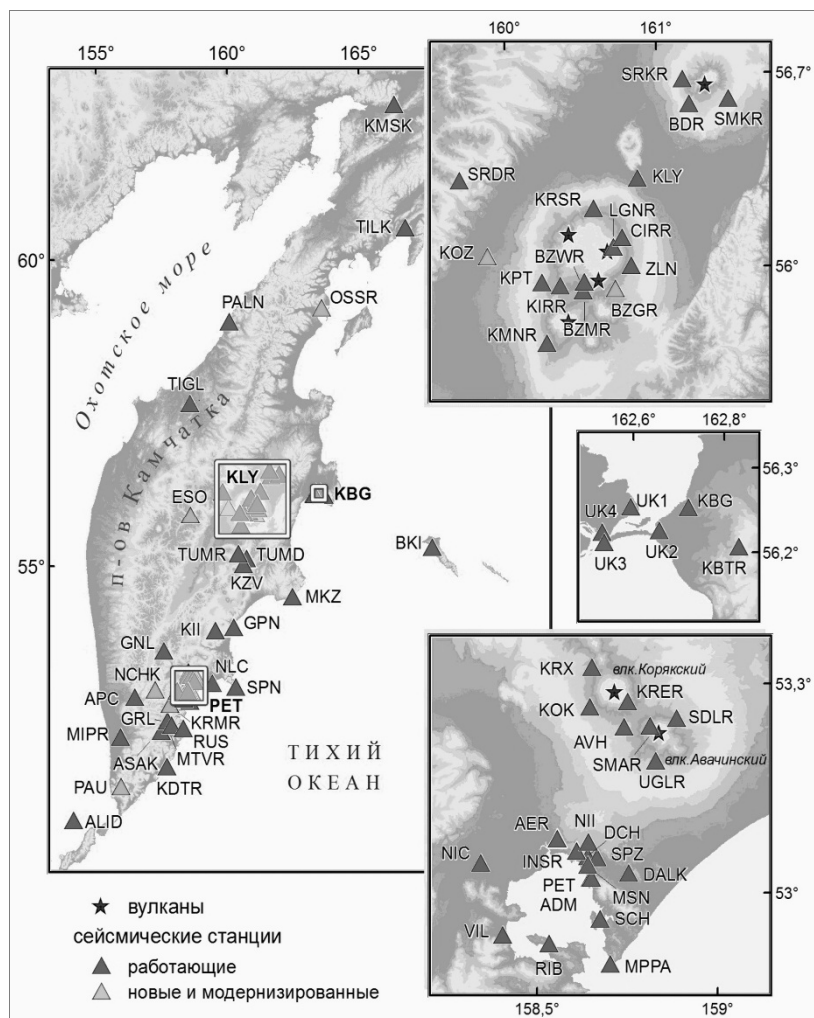 155°
160°
165°
KMSK
TILK
60°
Охотское море
PALN
OSSR
TIGL
п-ов Камчатка
KLY
KBG
ESO
BKI
TUMR
TUMD
55°
KZV
MKZ
KII
GPN
GNL
NLC
NCHK
SPN
APC
PET
GRL
KRMR
MIPR
RUS
ASAK
MTVR
ТИХИЙ
ОКЕАН
PAU
KDTR
ALID
вулканы
сейсмические станции
работающие
новые и модернизированные
160°
161°
SRKR
56,7°
BDR
SMKR
SRDR
KLY
KRSR
LGNR
CIRR
KOZ
BZWR
ZLN
56°
KPT
KIRR
BZGR
BZMR
KMNR
162,6°
162,8°
56,3°
UK4
UK1
KBG
UK3
UK2
KBTR
56,2°
KRX
влк.Корякский
53,3°
KRER
KOK
SDLR
AVH
SMAR
влк.Авачинский
UGLR
AER
NII
DCH
NIC
INSR
SPZ
DALK
PET
MSN
53°
ADM
SCH
VIL
RIB
MPPA
158,5°
159°